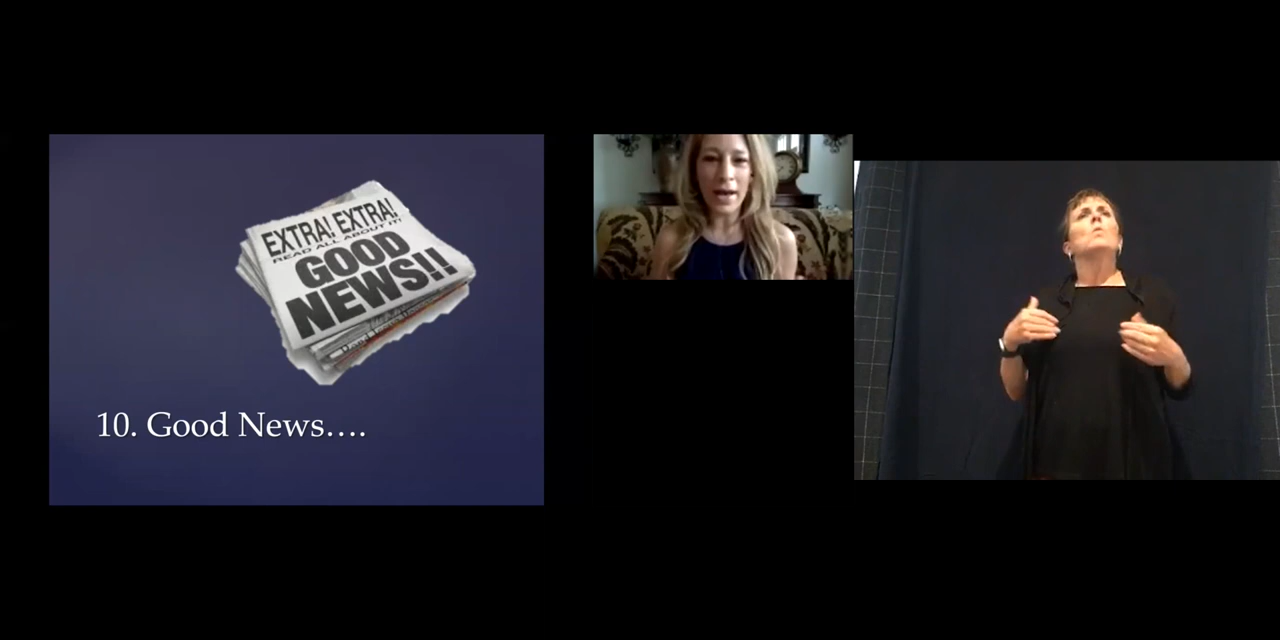 EXTRA! EXTRA!
READ ALL ABOUT IT!
GOOD
NEWS!!
10. Good News….